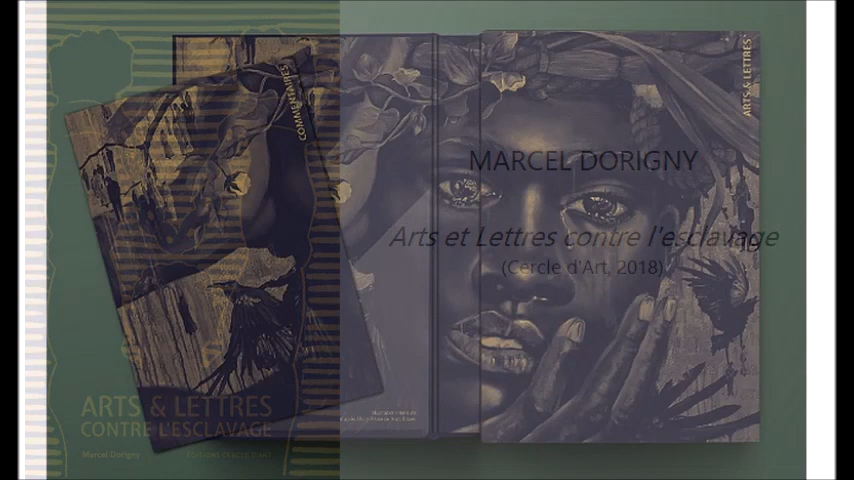 COMMENTAIRES
ARTS & LETTRES
MARCEL DORIGNY
Arts et Lettres contre l'esclavage
(Cercle d'Art, 2018)
ARTS & LETTRES
CONTRE L'ESCLAVAGE
Marcel Dorigny